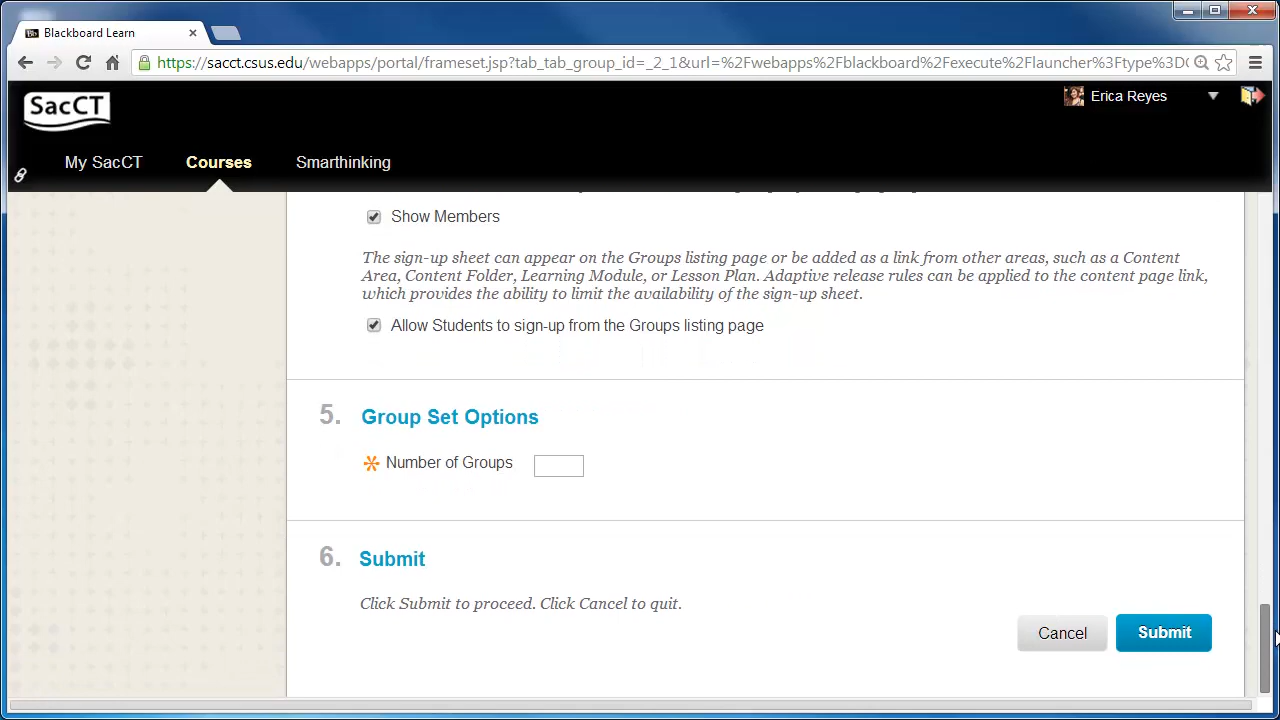 Blackboard Learn
https://sacct.csus.edu/webapps/portal/frameset.jsp?tab_tab_group_id=_2_1&url=%2Fwebapps%2Fblackboard%2Fexecute%2Flauncher%3Ftype%3D
SacCT
Erica Reyes
My SacCT Courses Smarthinking
Show Members
The sign-up sheet can appear on the Groups listing page or be added as a link from other areas, such as a Content
Area, Content Folder, Learning Module, or Lesson Plan. Adaptive release rules can be applied to the content page link,
which provides the ability to limit the availability of the sign-up sheet.
Allow Students to sign-up from the Groups listing page
5. Group Set Options
Number of Groups
6. Submit
Click Submit to proceed. Click Cancel to quit.
Cancel Submit